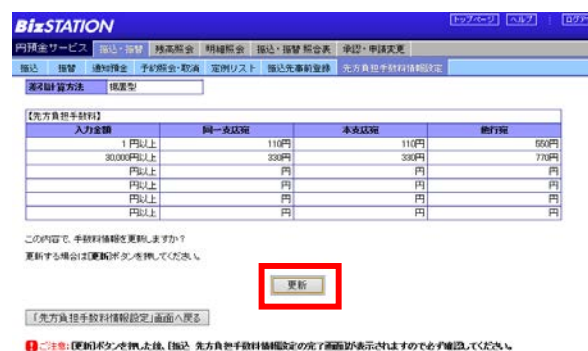 BizSTATION
トップページ ヘルプ ログアウト
円預金サービス 振込・振替 残高照会 明細照会 振込・振替 照合表 承認・申請変更
振込 振替 通知預金 予約照会・取消 定例リスト 振込先事前登録 先方負担手数料情報設定
差引計算方法 据置型
【先方負担手数料】
入力金額 同一支店宛 本支店宛 他行宛
1 円以上 110円 110円 550円
30,000円以上 330円 330円 770円
円以上 円 円 円
円以上 円 円 円
円以上 円 円 円
円以上 円 円 円
この内容で、手数料情報を更新しますか?
更新する場合は[更新]ボタンを押してください。
更新
「先方負担手数料情報設定」画面へ戻る
ご注意:[更新]ボタンを押した後、[振込 先方負担手数料情報設定の完了画面]が表示されますので必ず確認してください。